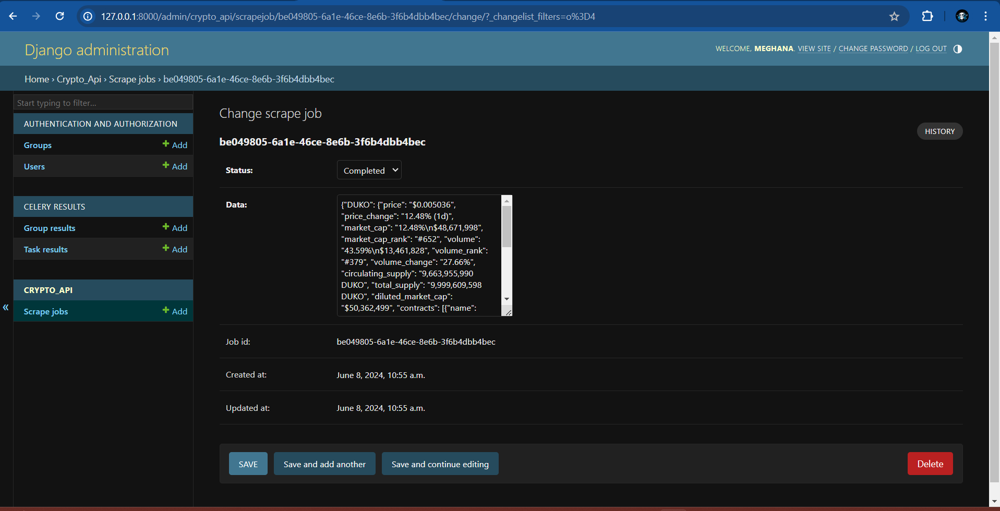 127.0.0.1:8000/admin/crypto_api/scrapejob/be049805-6a1e-46ce-8e6b-3f6b4dbb4bec/change/?_changelist_filters=o%3D4
Django administration
WELCOME, MEGHANA. VIEW SITE / CHANGE PASSWORD / LOG OUT
Home › Crypto_Api › Scrape jobs › be049805-6a1e-46ce-8e6b-3f6b4dbb4bec
Start typing to filter...
AUTHENTICATION AND AUTHORIZATION
Groups
Add
Users
Add
CELERY RESULTS
Group results
Add
Task results
Add
CRYPTO_API
Scrape jobs
Add
«
Change scrape job
HISTORY
be049805-6a1e-46ce-8e6b-3f6b4dbb4bec
Status:
Completed
Data:
{"DUKO": {"price": "$0.005036",
"price_change": "12.48% (1d)",
"market_cap": "12.48%\n$48,671,998",
"market_cap_rank": "#652", "volume":
"43.59%\n$13,461,828", "volume_rank":
"#379", "volume_change": "27.66%",
"circulating_supply": "9,663,955,990
DUKO", "total_supply": "9,999,609,598
DUKO", "diluted_market_cap":
"$50,362,499", "contracts": [{"name":
Job id:
be049805-6a1e-46ce-8e6b-3f6b4dbb4bec
Created at:
June 8, 2024, 10:55 a.m.
Updated at:
June 8, 2024, 10:55 a.m.
SAVE
Save and add another
Save and continue editing
Delete